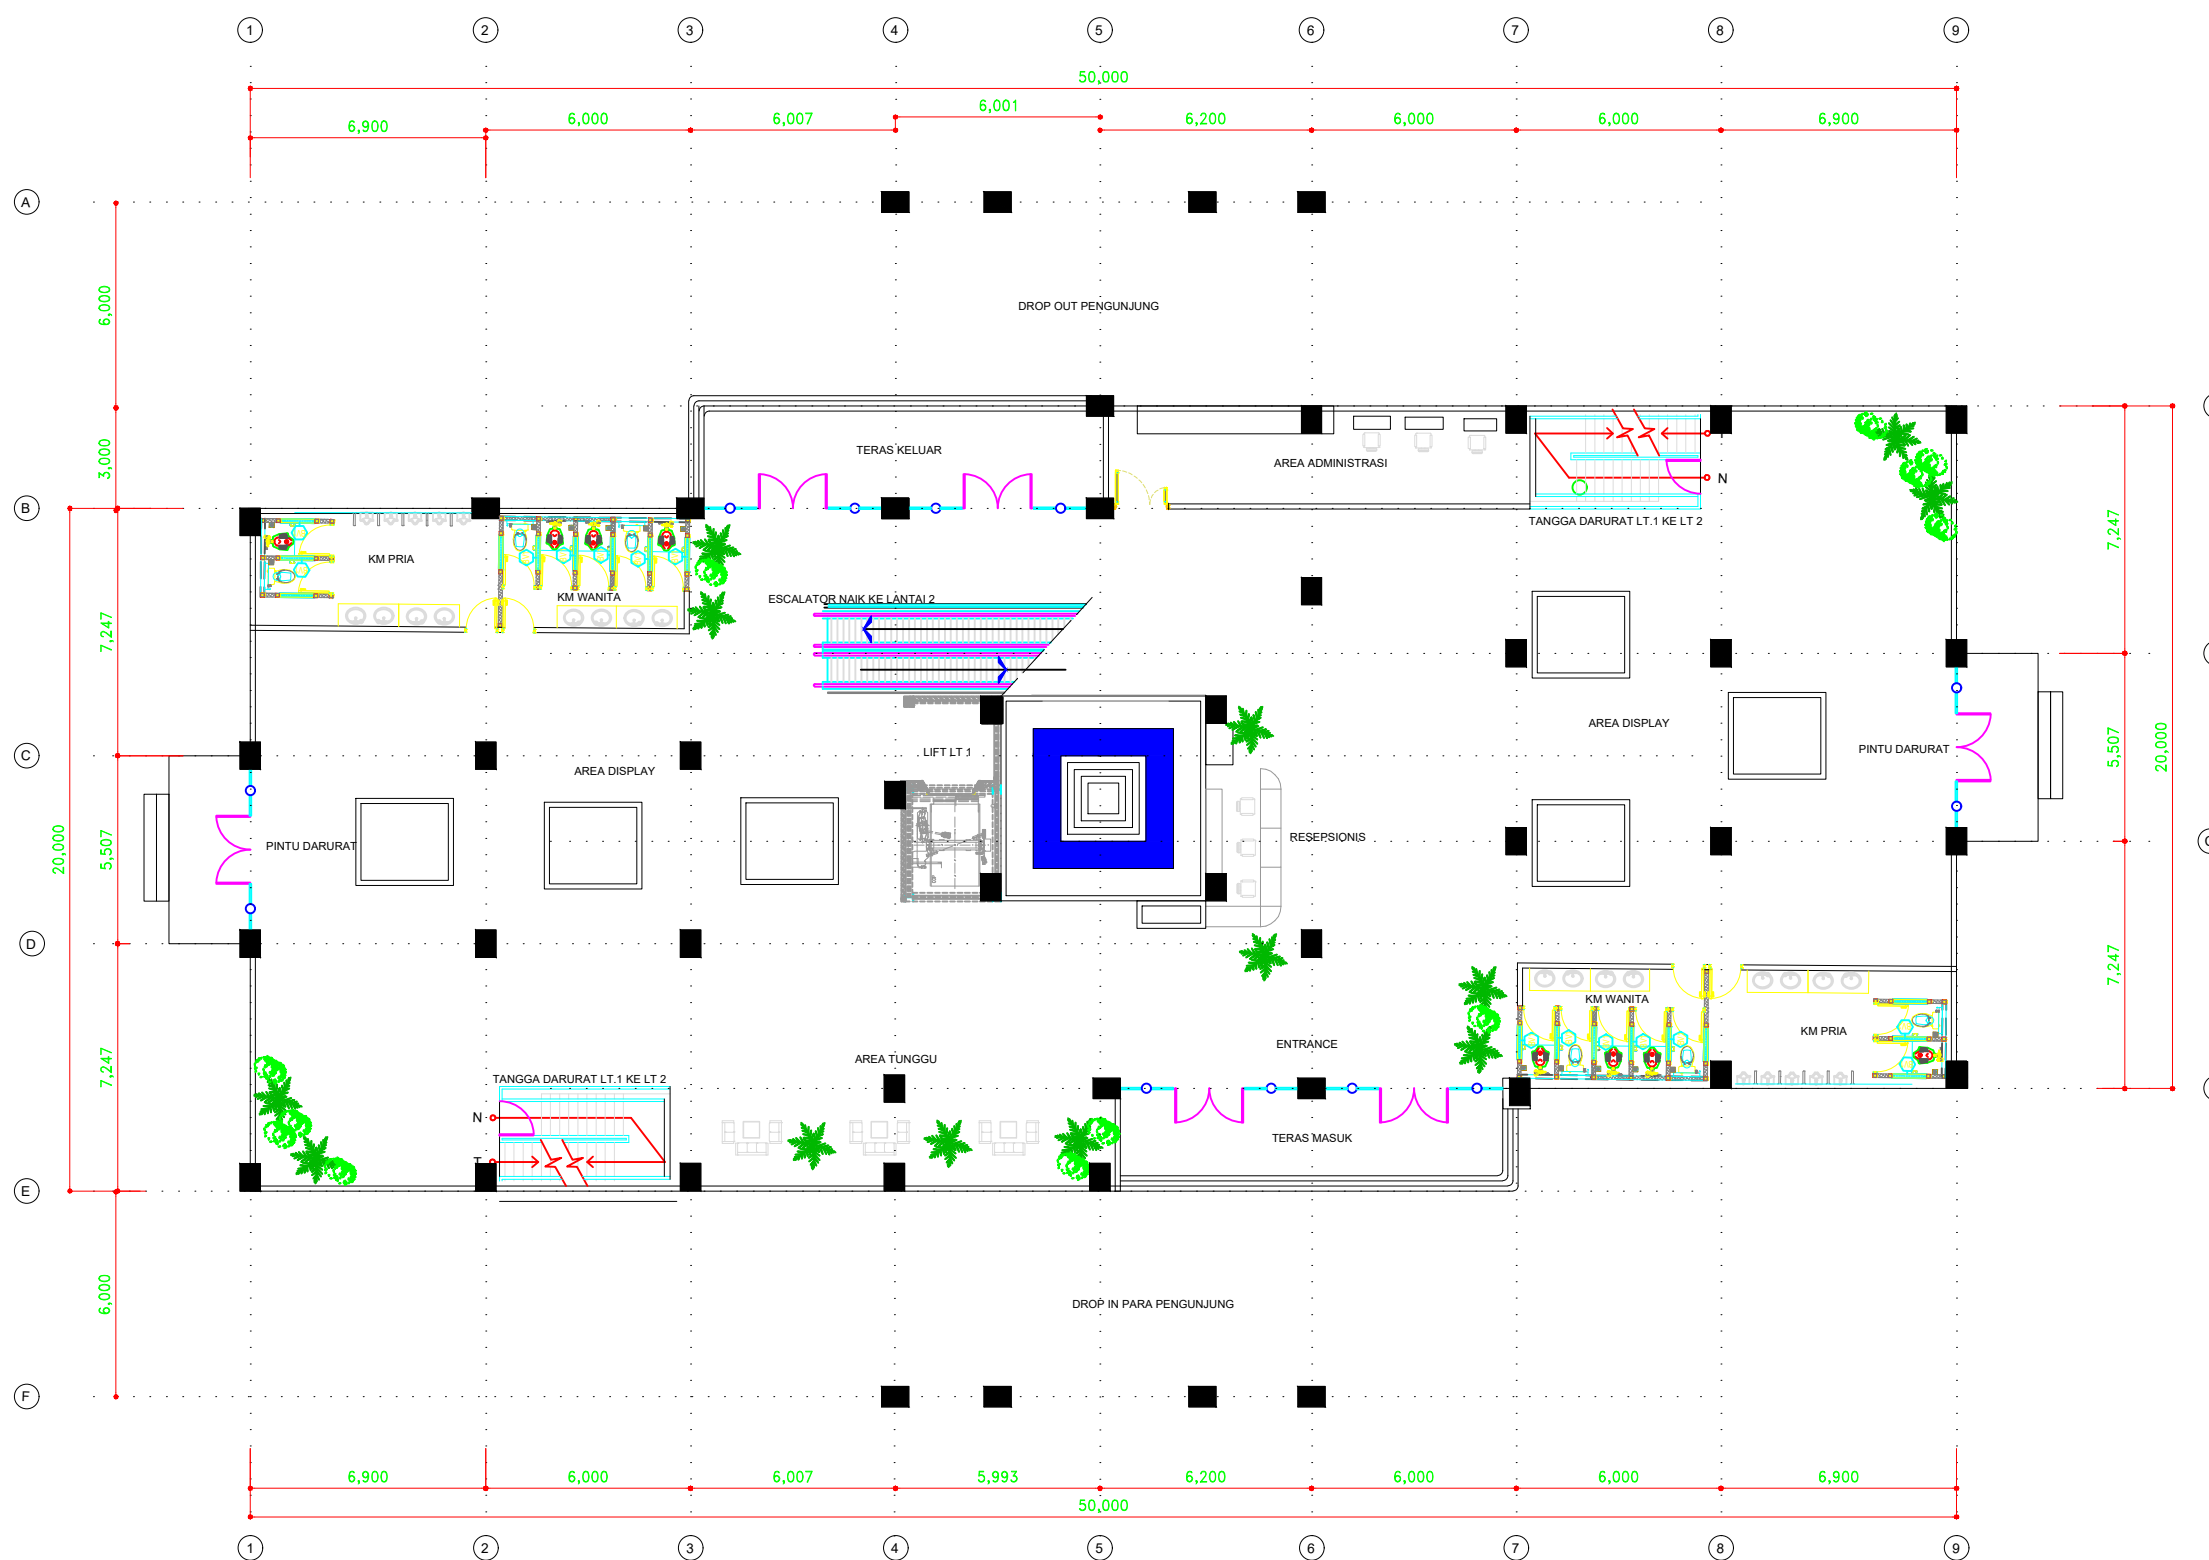 1 2 3 4 5 6 7 8 9
50,000
6,001
6,900 6,000 6,007 6,200 6,000 6,000 6,900
A
6,000
DROP OUT PENGUNJUNG
3,000
TERAS KELUAR
AREA ADMINISTRASI
N
B
TANGGA DARURAT LT.1 KE LT 2
7,247
KM PRIA
KM WANITA
ESCALATOR NAIK KE LANTAI 2
7,247
AREA DISPLAY
LIFT LT 1
PINTU DARURAT
5,507
20,000
C
AREA DISPLAY
RESEPSIONIS
PINTU DARURAT
5,507
20,000
D
7,247
KM WANITA
KM PRIA
ENTRANCE
AREA TUNGGU
7,247
TANGGA DARURAT LT.1 KE LT 2
N
TERAS MASUK
T
E
6,000
DROP IN PARA PENGUNJUNG
F
6,900 6,000 6,007 5,993 6,200 6,000 6,000 6,900
50,000
1 2 3 4 5 6 7 8 9